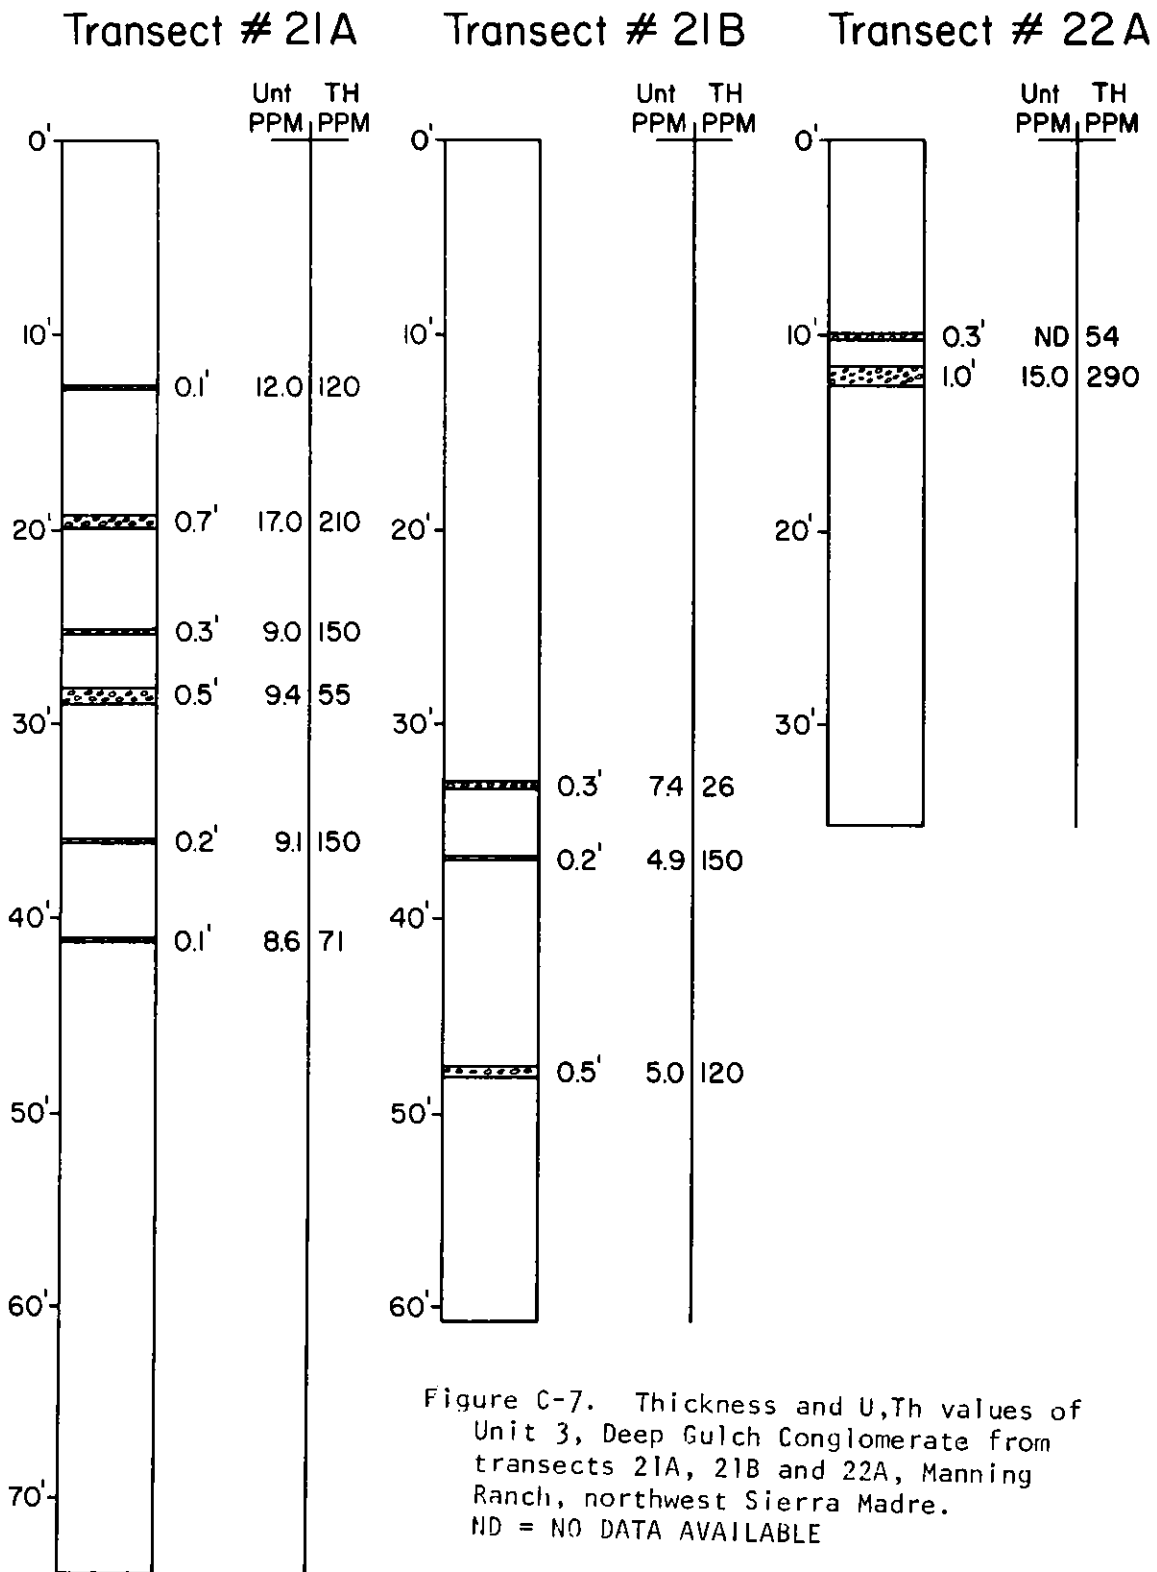 Transect # 21A
Unt TH
PPM PPM
0'
10'
0.1' 12.0 120
0.7' 17.0 210
20'
0.3' 9.0 150
0.5' 9.4 55
30'
0.2' 9.1 150
40'
0.1' 8.6 71
50'
60'
70'
Transect # 21B
Unt TH
PPM PPM
0'
10'
20'
30'
0.3' 7.4 26
0.2' 4.9 150
40'
0.5' 5.0 120
50'
60'
Transect # 22A
Unt TH
PPM PPM
0'
10' 0.3' ND 54
1.0' 15.0 290
20'
30'
Figure C-7. Thickness and U,Th values of
Unit 3, Deep Gulch Conglomerate from
transects 21A, 21B and 22A, Manning
Ranch, northwest Sierra Madre.
ND = NO DATA AVAILABLE